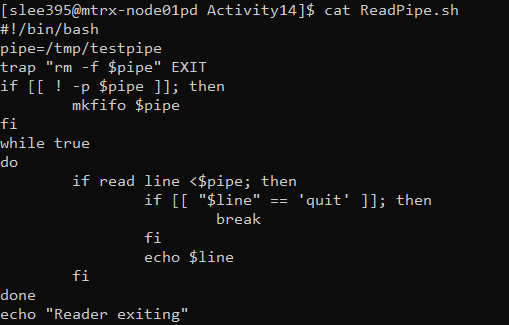 [slee395@mtrx-node01pd Activity14]$ cat ReadPipe.sh
#!/bin/bash
pipe=/tmp/testpipe
trap "rm -f $pipe" EXIT
if [[ ! -p $pipe ]]; then
        mkfifo $pipe
fi
while true
do
        if read line <$pipe; then
                if [[ "$line" == 'quit' ]]; then
                        break
                fi
                echo $line
        fi
done
echo "Reader exiting"